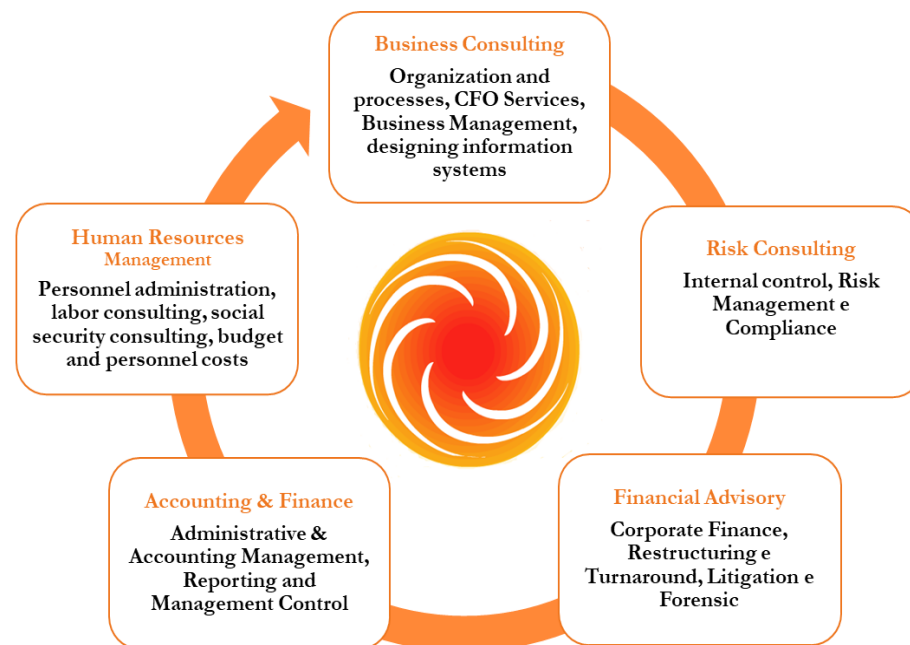 Business Consulting
Organization and
processes, CFO Services,
Business Management,
designing information
systems
Risk Consulting
Internal control, Risk
Management e
Compliance
Financial Advisory
Corporate Finance,
Restructuring e
Turnaround, Litigation e
Forensic
Accounting & Finance
Administrative &
Accounting Management,
Reporting and
Management Control
Human Resources
Management
Personnel administration,
labor consulting, social
security consulting, budget
and personnel costs